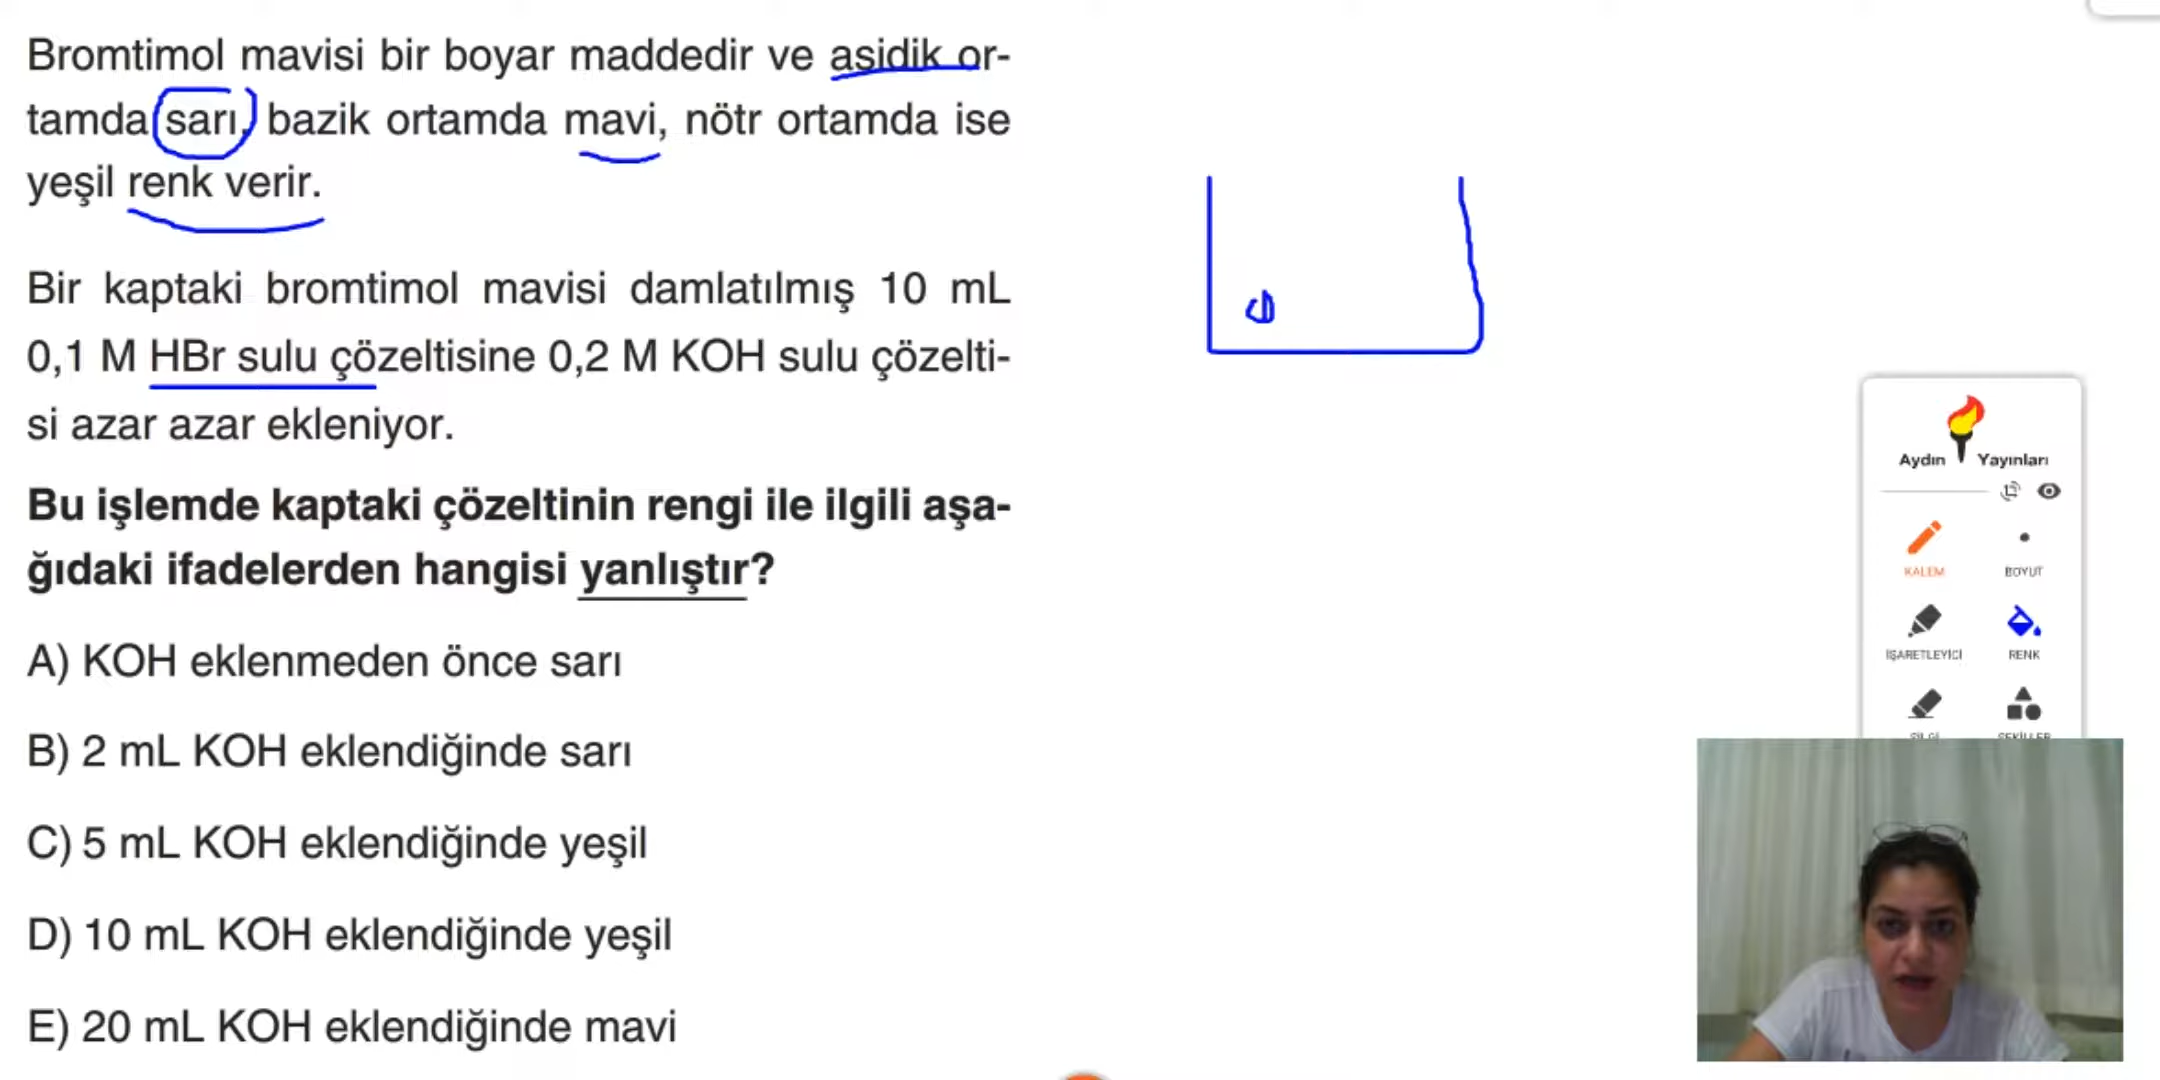 Bromtimol mavisi bir boyar maddedir ve asidik or-
tamda sarı, bazik ortamda mavi, nötr ortamda ise
yeşil renk verir.
Bir kaptaki bromtimol mavisi damlatılmış 10 mL
0,1 M HBr sulu çözeltisine 0,2 M KOH sulu çözelti-
si azar azar ekleniyor.
Bu işlemde kaptaki çözeltinin rengi ile ilgili aşa-
ğıdaki ifadelerden hangisi yanlıştır?
A) KOH eklenmeden önce sarı
B) 2 mL KOH eklendiğinde sarı
C) 5 mL KOH eklendiğinde yeşil
D) 10 mL KOH eklendiğinde yeşil
E) 20 mL KOH eklendiğinde mavi
Aydın Yayınları
KALEM BOYUT
İŞARETLEYİCİ RENK
SİLGİ ŞEKİLLER